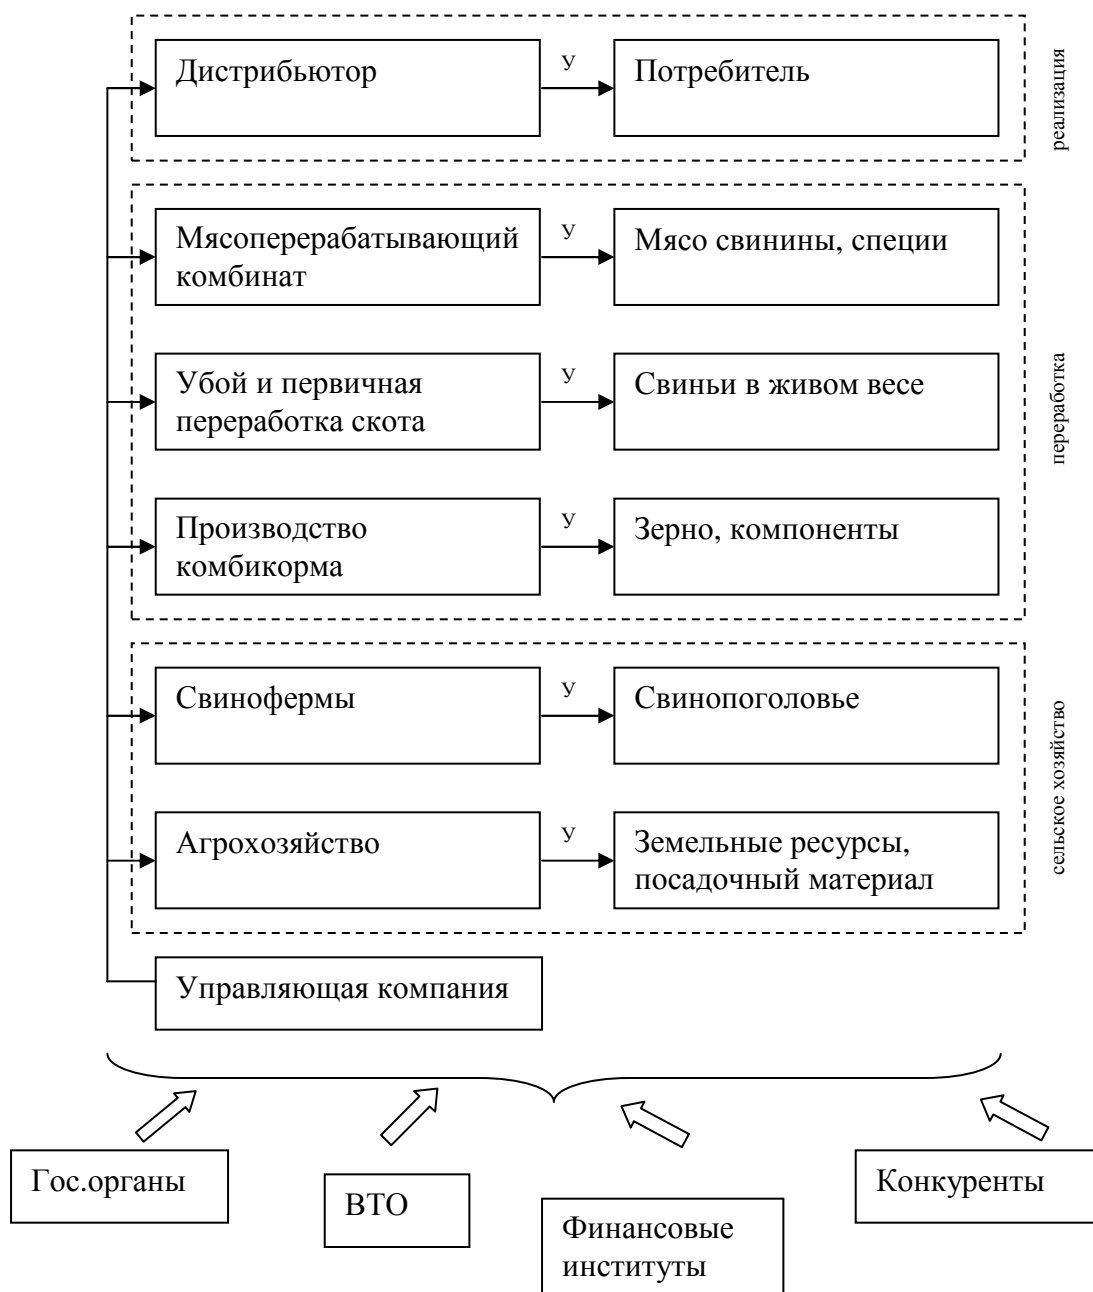 Дистрибьютор
У
Потребитель
реализация
Мясоперерабатывающий
комбинат
У
Мясо свинины, специи
Убой и первичная
переработка скота
У
Свиньи в живом весе
переработка
Производство
комбикорма
У
Зерно, компоненты
Свинофермы
У
Свинопоголовье
сельское хозяйство
Агрохозяйство
У
Земельные ресурсы,
посадочный материал
Управляющая компания
Гос.органы
ВТО
Финансовые
институты
Конкуренты